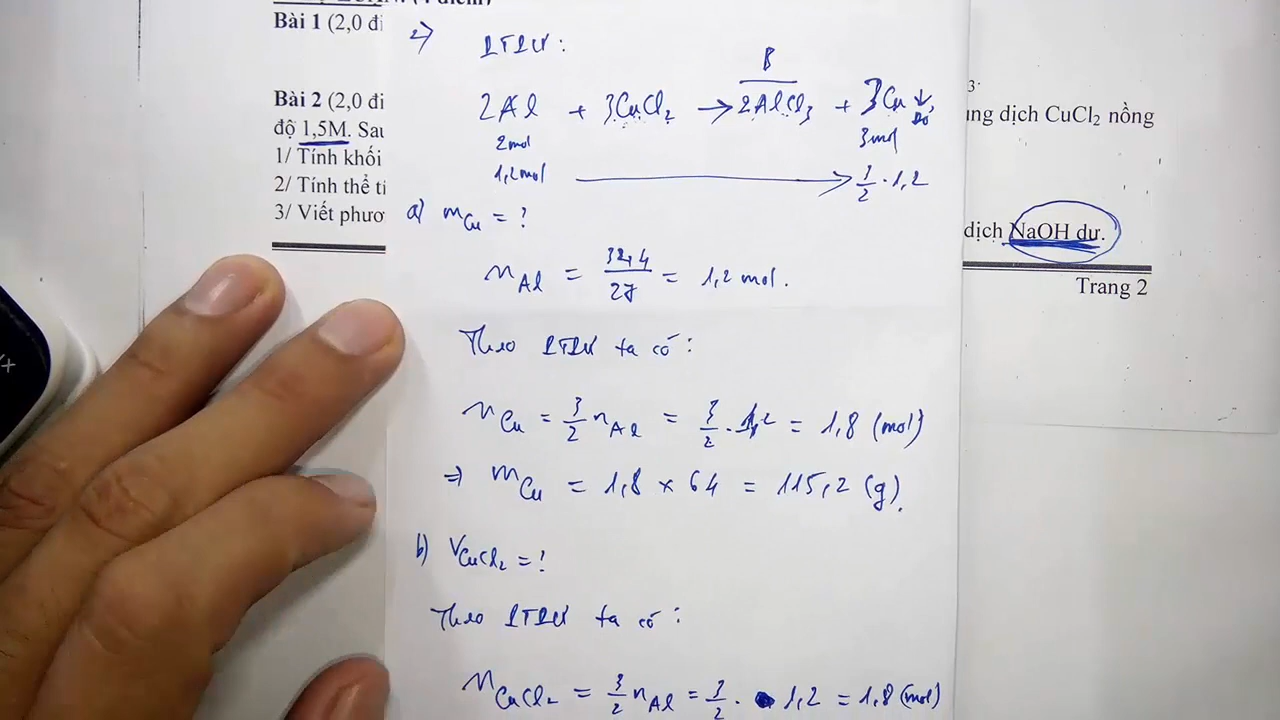 Bài 1 (2,0 đi
Bài 2 (2,0 đi
độ 1,5M. Sau
1/ Tính khối
2/ Tính thể tí
3/ Viết phươ
2) PTPƯ:
B
2Al + 3CuCl₂ → 2AlCl₃ + 3Cu↓
2mol 3mol
1,2mol → 3/2 · 1,2
a) mCu = ?
nAl = 32,4/27 = 1,2 mol.
Theo PTPƯ ta có:
nCu = 3/2 nAl = 3/2 · 1,2 = 1,8 (mol)
⇒ mCu = 1,8 × 64 = 115,2 (g).
b) VCuCl₂ = ?
Theo PTPƯ ta có:
nCuCl₂ = 3/2 nAl = 3/2 · 1,2 = 1,8 (mol)
3.
ung dịch CuCl₂ nồng
dịch NaOH dư.
Trang 2